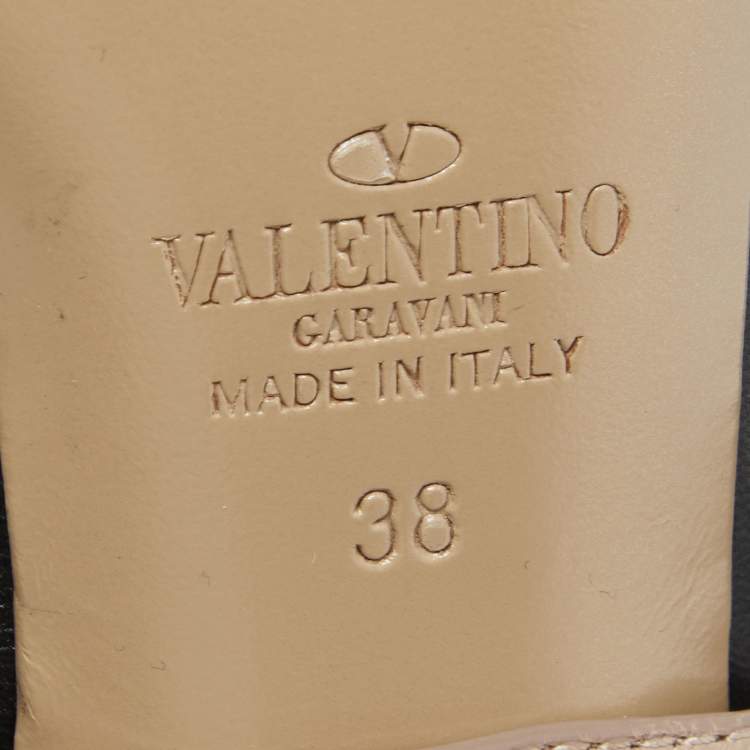 V
VALENTINO
GARAVANI
MADE IN ITALY
38